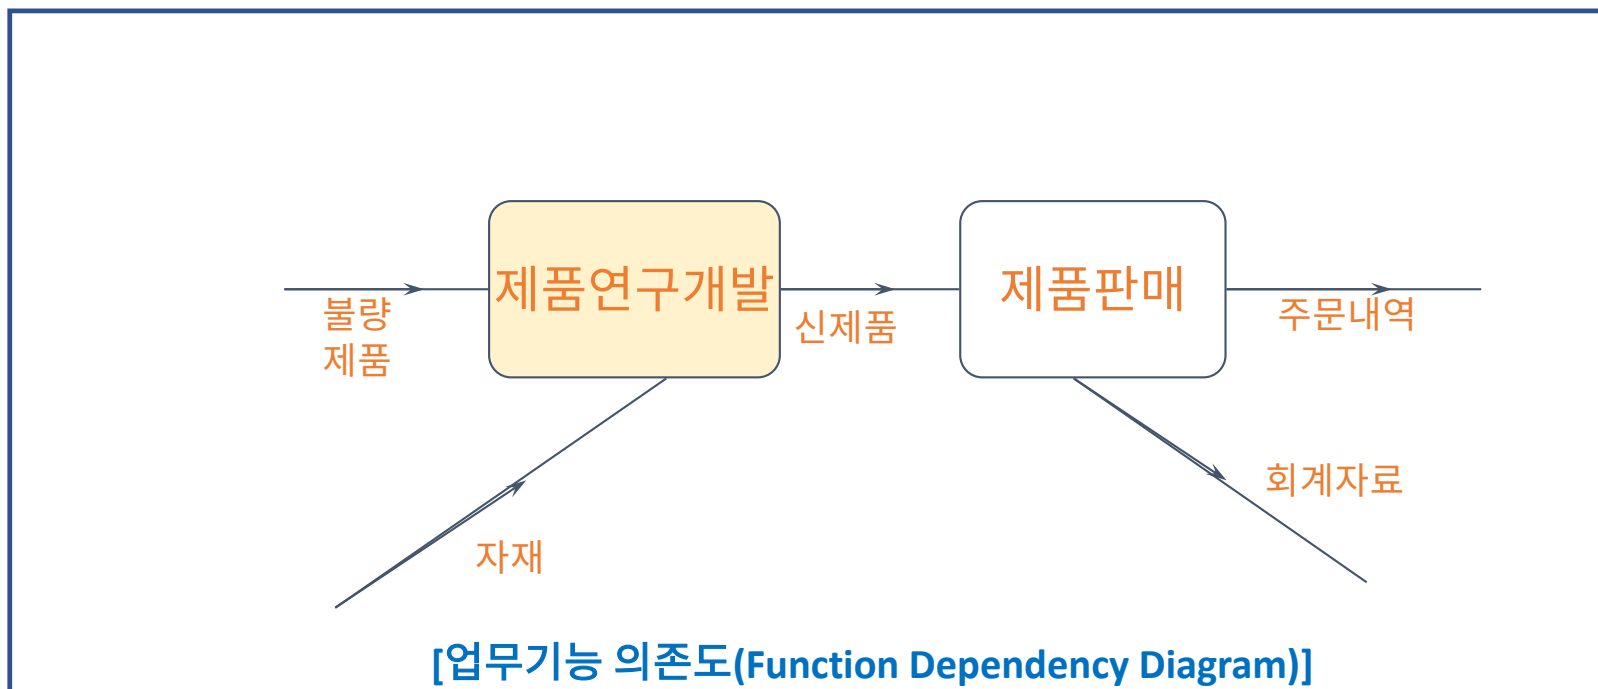 제품연구개발
제품판매
불량
제품
신제품
주문내역
자재
회계자료
[업무기능 의존도(Function Dependency Diagram)]